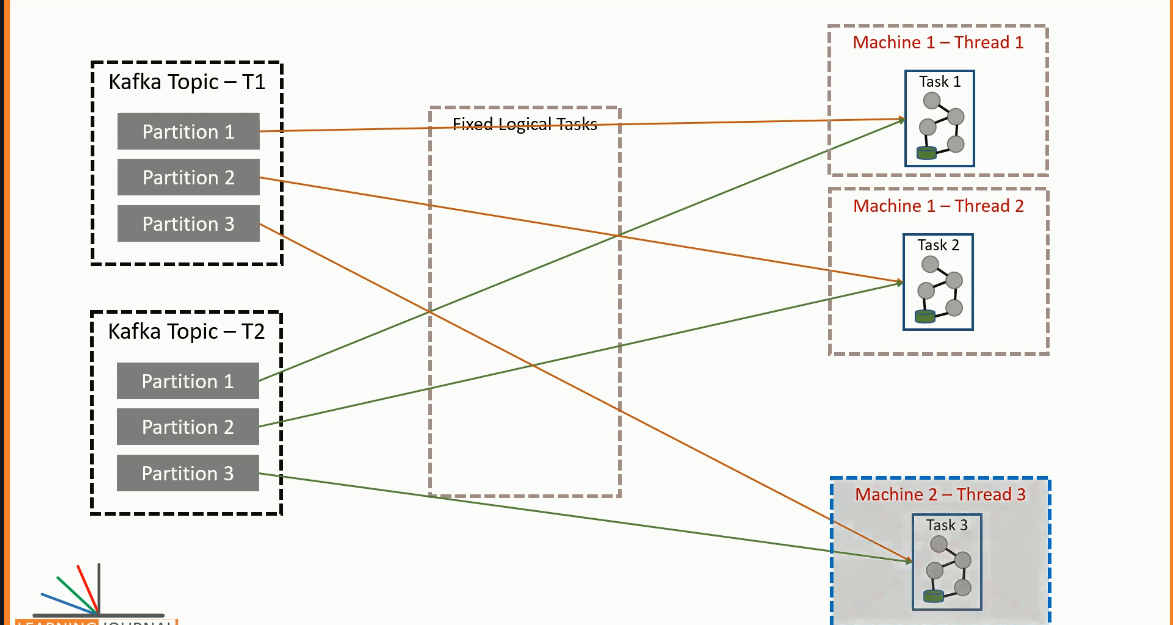 Kafka Topic – T1
Partition 1
Partition 2
Partition 3
Kafka Topic – T2
Partition 1
Partition 2
Partition 3
Fixed Logical Tasks
Machine 1 – Thread 1
Task 1
Machine 1 – Thread 2
Task 2
Machine 2 – Thread 3
Task 3
LEARNING JOURNAL